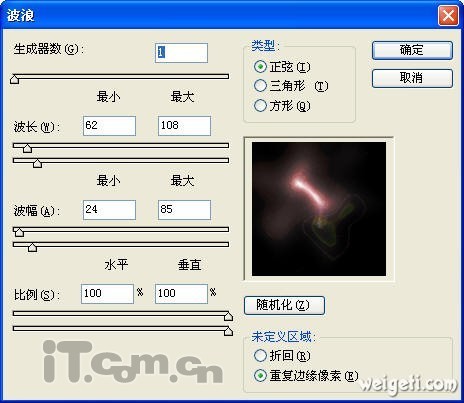 波浪
生成器数(G): 1
最小 最大
波长(W): 62 108
最小 最大
波幅(A): 24 85
水平 垂直
比例(S): 100 % 100 %
类型:
正弦(I)
三角形 (T)
方形(Q)
确定
取消
随机化(Z)
未定义区域:
折回(R)
重复边缘像素(E)
iT.com.cn
weigeti.com